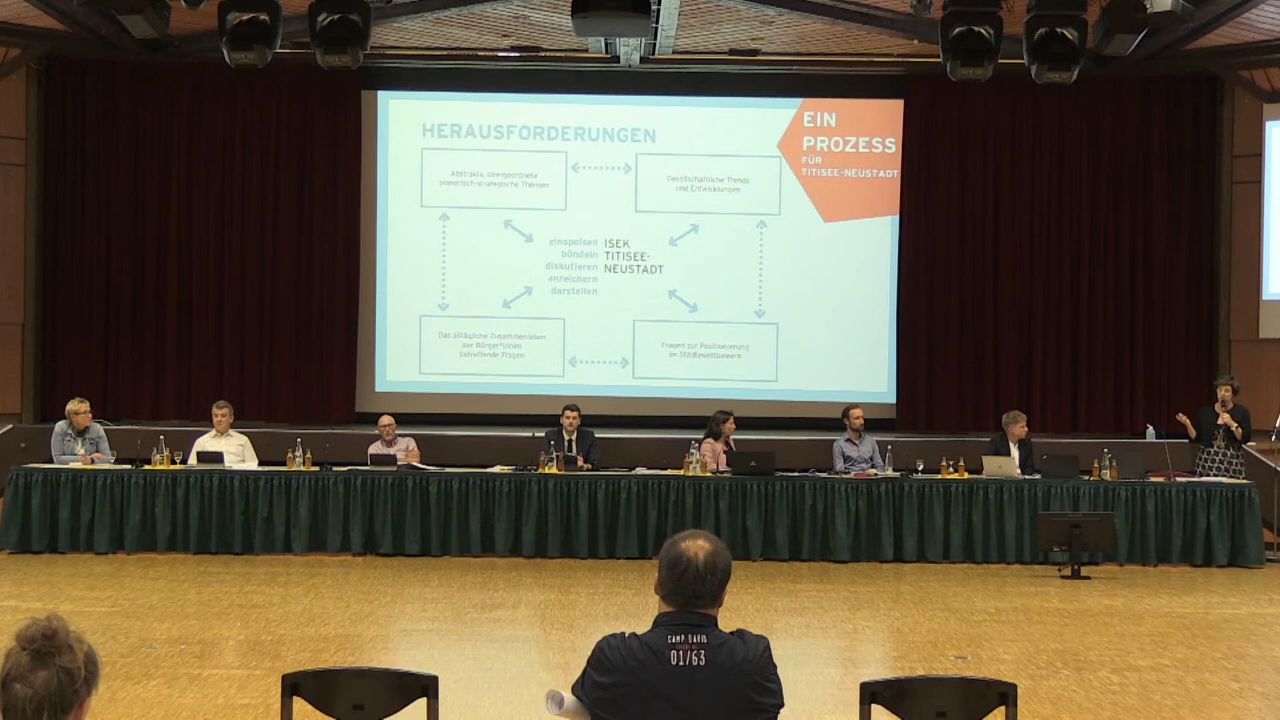 HERAUSFORDERUNGEN
EIN
PROZESS
FÜR
TITISEE-NEUSTADT
Abstrakte, übergeordnete
planerisch-strategische Themen
Gesellschaftliche Trends
und Entwicklungen
einspeisen
bündeln
diskutieren
anreichern
darstellen
ISEK
TITISEE-
NEUSTADT
Das alltägliche Zusammenleben
der Bürger*innen
betreffende Fragen
Fragen zur Positionierung
im Städtewettbewerb
CAMP DAVID
01/63